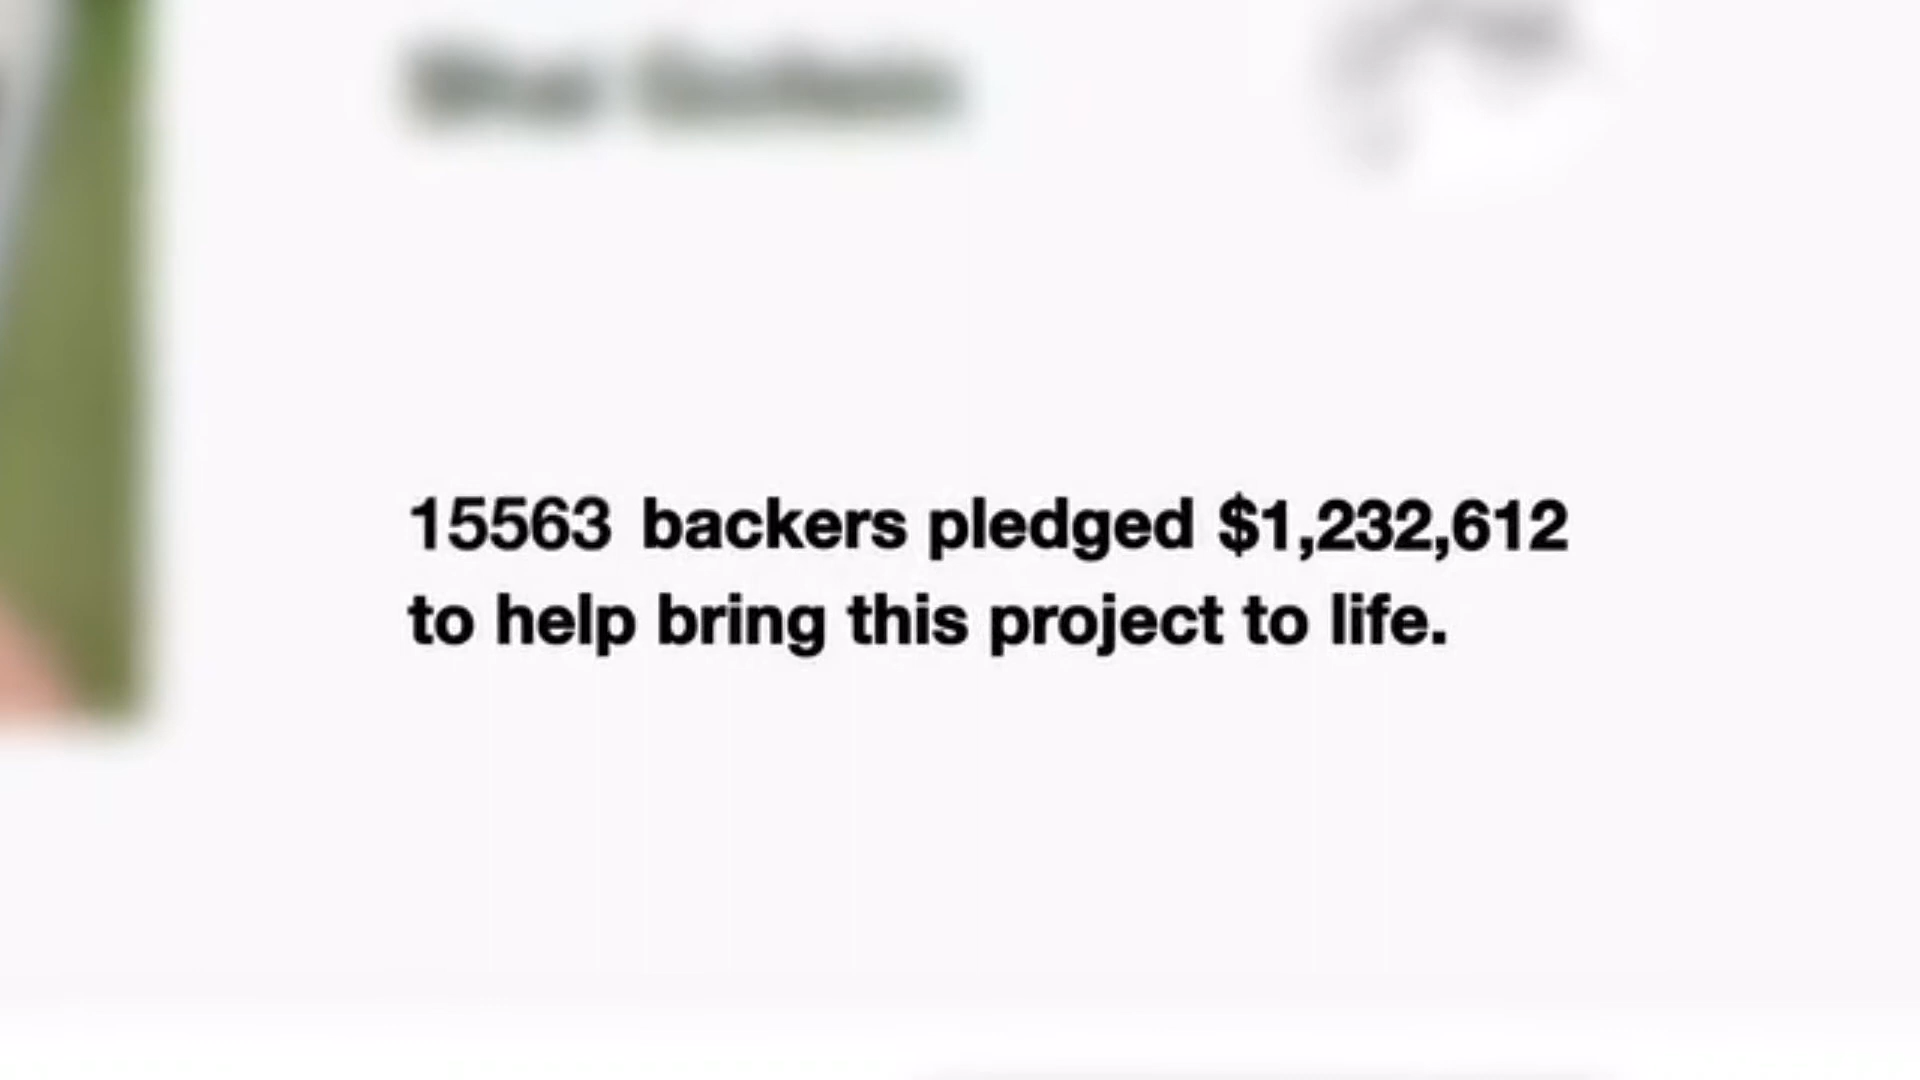 15563 backers pledged $1,232,612
to help bring this project to life.